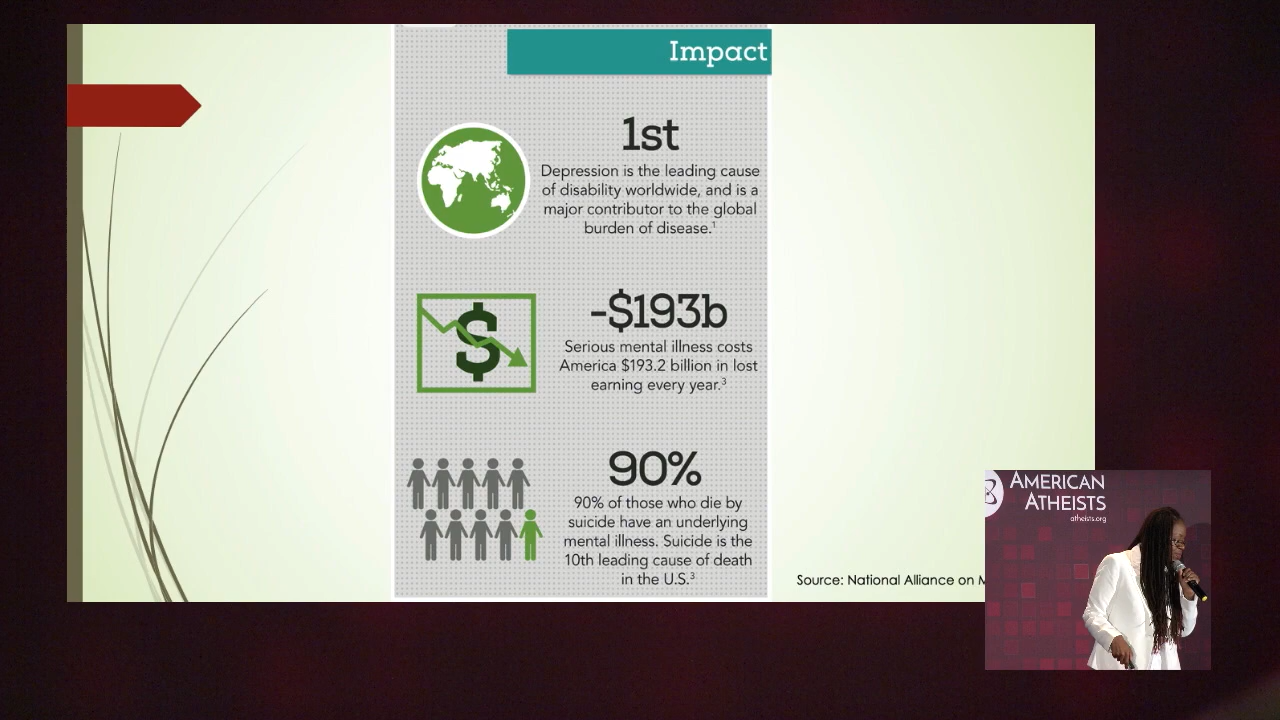 Impact
1st
Depression is the leading cause
of disability worldwide, and is a
major contributor to the global
burden of disease.¹
-$193b
Serious mental illness costs
America $193.2 billion in lost
earning every year.³
90%
90% of those who die by
suicide have an underlying
mental illness. Suicide is the
10th leading cause of death
in the U.S.³
Source: National Alliance on
AMERICAN
ATHEISTS
atheists.org